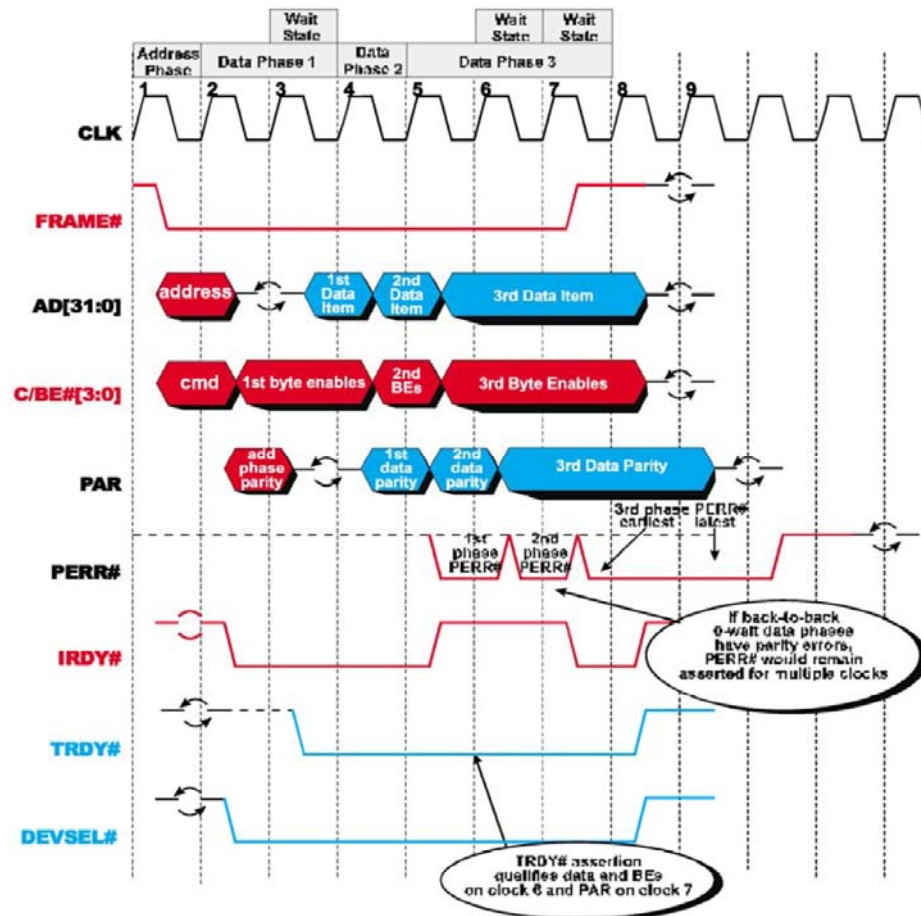 Wait
State
Wait
State
Wait
State
Address
Phase
Data Phase 1
Data
Phase 2
Data Phase 3
1 2 3 4 5 6 7 8 9
CLK
FRAME#
AD[31:0]
address
1st
Data
Item
2nd
Data
Item
3rd Data Item
C/BE#[3:0]
cmd
1st byte enables
2nd
BEs
3rd Byte Enables
PAR
add
phase
parity
1st
data
parity
2nd
data
parity
3rd Data Parity
3rd phase PERR#
earliest latest
PERR#
1st
phase
PERR#
2nd
phase
PERR#
If back-to-back
0-wait data phases
have parity errors,
PERR# would remain
asserted for multiple clocks
IRDY#
TRDY#
DEVSEL#
TRDY# assertion
qualifies data and BEs
on clock 6 and PAR on clock 7